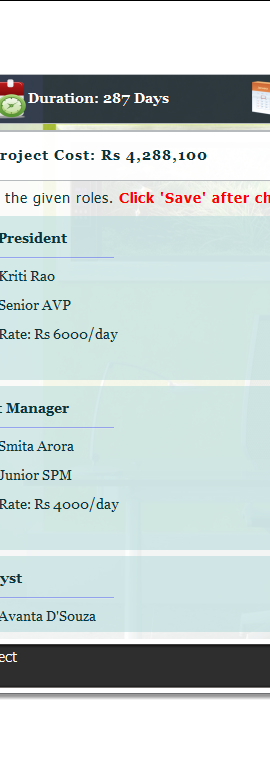 Duration: 287 Days
roject Cost: Rs 4,288,100
the given roles. Click 'Save' after ch
President
Kriti Rao
Senior AVP
Rate: Rs 6000/day
t Manager
Smita Arora
Junior SPM
Rate: Rs 4000/day
yst
Avanta D'Souza
ect